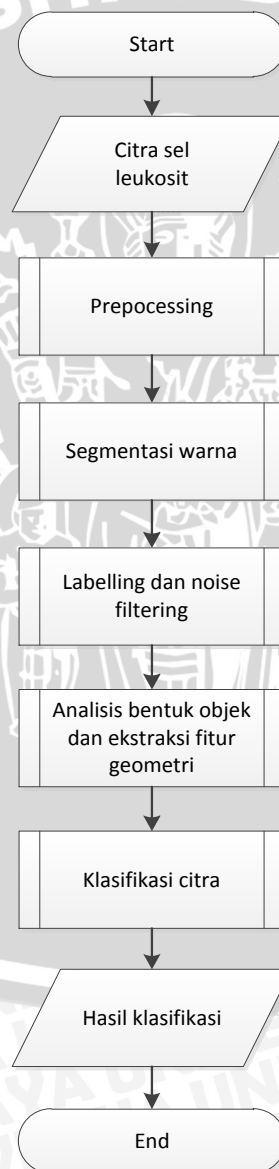 Start
Citra sel
leukosit
Prepocessing
Segmentasi warna
Labelling dan noise
filtering
Analisis bentuk objek
dan ekstraksi fitur
geometri
Klasifikasi citra
Hasil klasifikasi
End